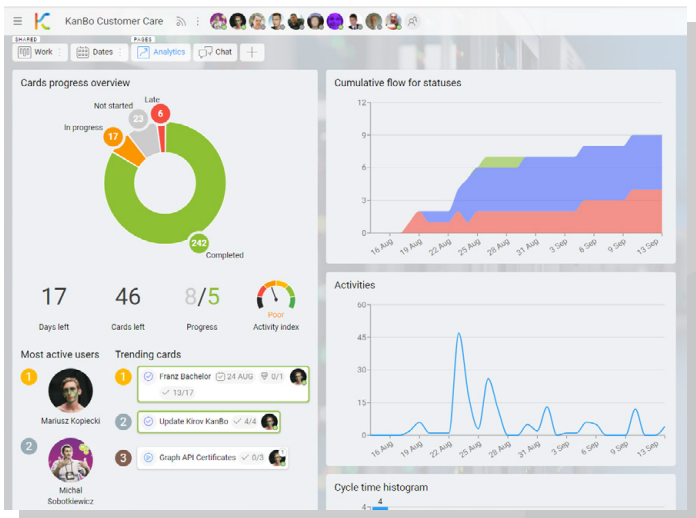 KanBo Customer Care
SHARED
PAGES
Work
Dates
Analytics
Chat
Cards progress overview
Late
Not started
6
23
In progress
17
242
Completed
17
46
8/5
Poor
Days left
Cards left
Progress
Activity index
Most active users
Trending cards
1
Mariusz Kopiecki
2
Michał
Sobotkiewicz
1
Franz Bachelor 24 AUG 0/1
13/17
2
Update Kirov KanBo 4/4
3
Graph API Certificates 0/3
1
Cumulative flow for statuses
12
9
6
3
0
16 Aug 19 Aug 22 Aug 25 Aug 28 Aug 31 Aug 3 Sep 6 Sep 9 Sep 13 Sep
Activities
60
45
30
15
0
16 Aug 19 Aug 22 Aug 25 Aug 28 Aug 31 Aug 3 Sep 6 Sep 9 Sep 13 Sep
Cycle time histogram
4
4